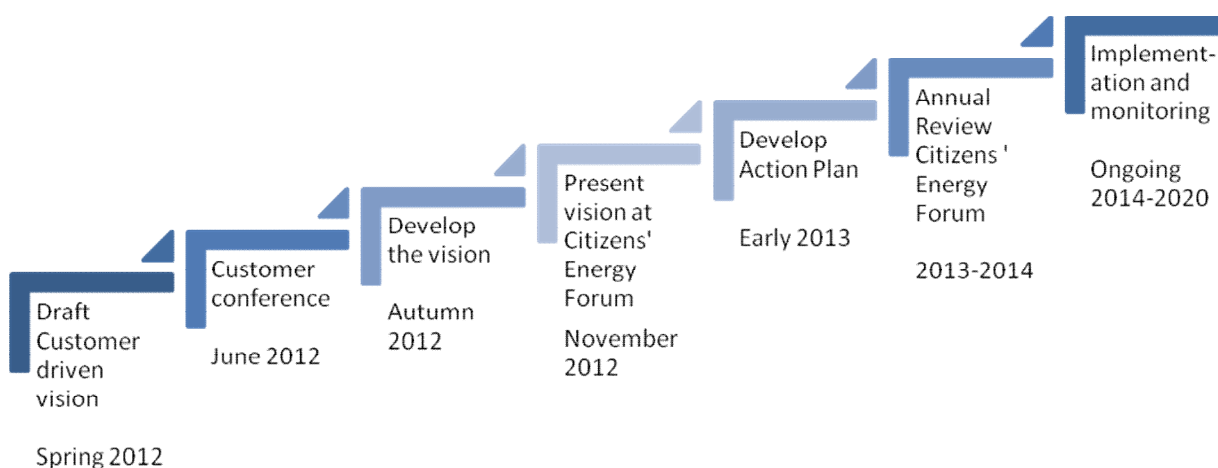 Draft
Customer
driven
vision
Spring 2012
Customer
conference
June 2012
Develop
the vision
Autumn
2012
Present
vision at
Citizens'
Energy
Forum
November
2012
Develop
Action Plan
Early 2013
Annual
Review
Citizens '
Energy
Forum
2013-2014
Implement-
ation and
monitoring
Ongoing
2014-2020